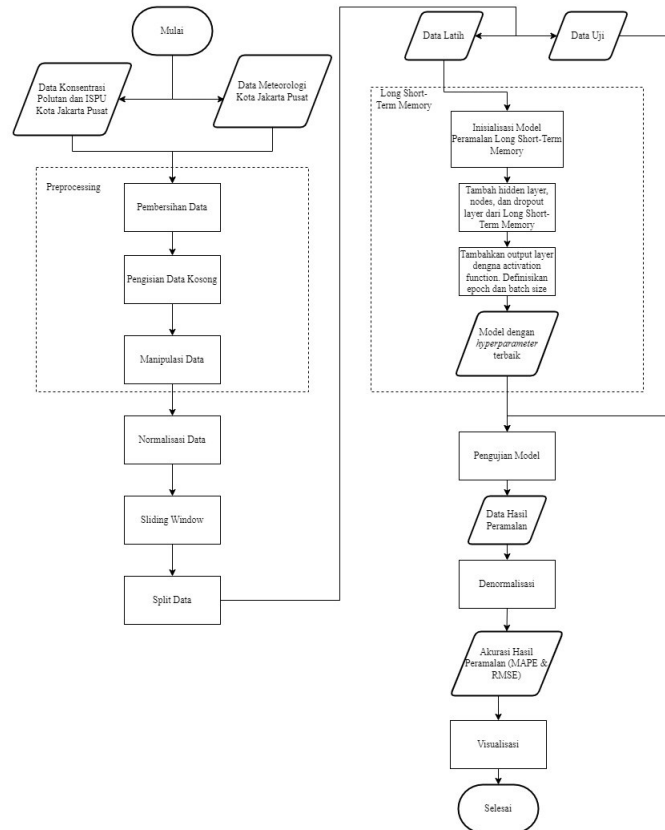 Mulai
Data Konsentrasi
Polutan dan ISPU
Kota Jakarta Pusat
Data Meteorologi
Kota Jakarta Pusat
Preprocessing
Pembersihan Data
Pengisian Data Kosong
Manipulasi Data
Normalisasi Data
Sliding Window
Split Data
Data Latih
Data Uji
Long Short-
Term Memory
Inisialisasi Model
Peramalan Long Short-Term
Memory
Tambah hidden layer,
nodes, dan dropout
layer dari Long Short-
Term Memory
Tambahkan output layer
dengna activation
function. Definisikan
epoch dan batch size
Model dengan
hyperparameter
terbaik
Pengujian Model
Data Hasil
Peramalan
Denormalisasi
Akurasi Hasil
Peramalan (MAPE &
RMSE)
Visualisasi
Selesai